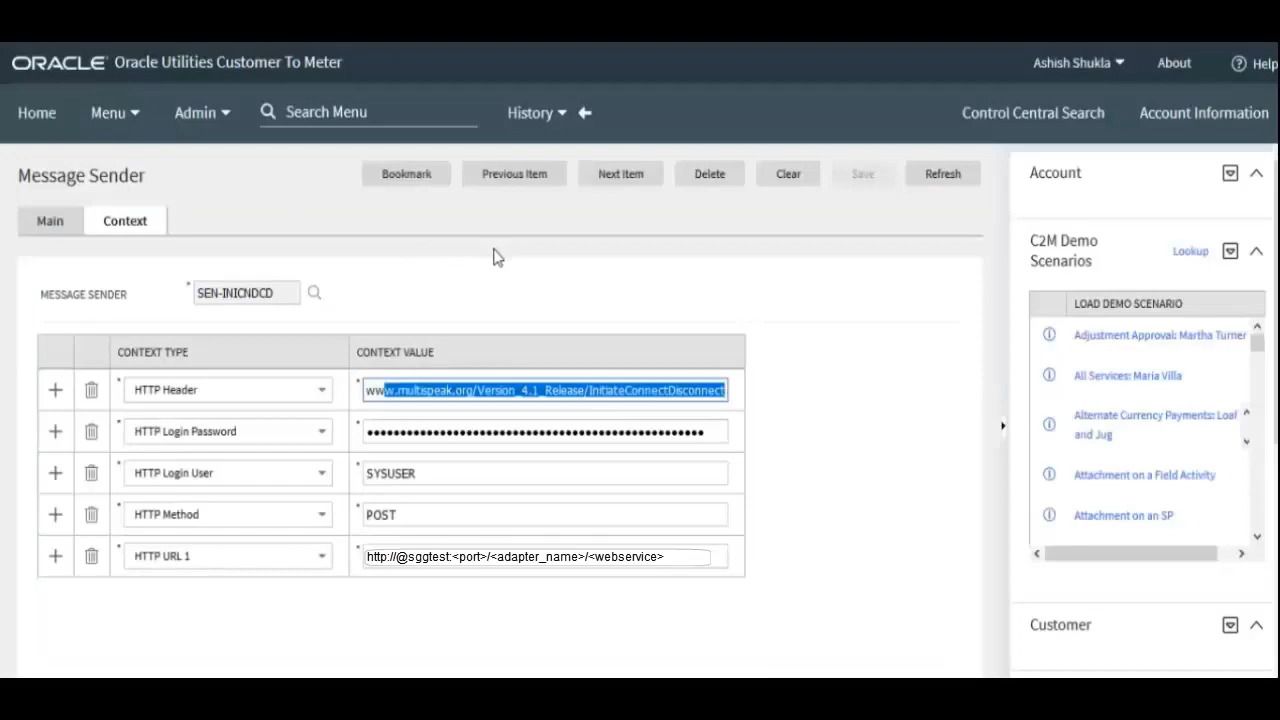 ORACLE Oracle Utilities Customer To Meter
Ashish Shukla
About
Help
Home
Menu
Admin
Search Menu
History
Control Central Search
Account Information
Message Sender
Bookmark
Previous Item
Next Item
Delete
Clear
Save
Refresh
Main
Context
MESSAGE SENDER
* SEN-INICNDCD
CONTEXT TYPE
CONTEXT VALUE
* HTTP Header
* www.multispeak.org/Version_4.1_Release/InitiateConnectDisconnect
* HTTP Login Password
* ••••••••••••••••••••••••••••••••••••••••••••••••••
* HTTP Login User
* SYSUSER
* HTTP Method
* POST
* HTTP URL 1
* http://@sggtest:<port>/<adapter_name>/<webservice>
Account
C2M Demo
Scenarios
Lookup
LOAD DEMO SCENARIO
Adjustment Approval: Martha Turner
All Services: Maria Villa
Alternate Currency Payments: Loaf
and Jug
Attachment on a Field Activity
Attachment on an SP
Customer